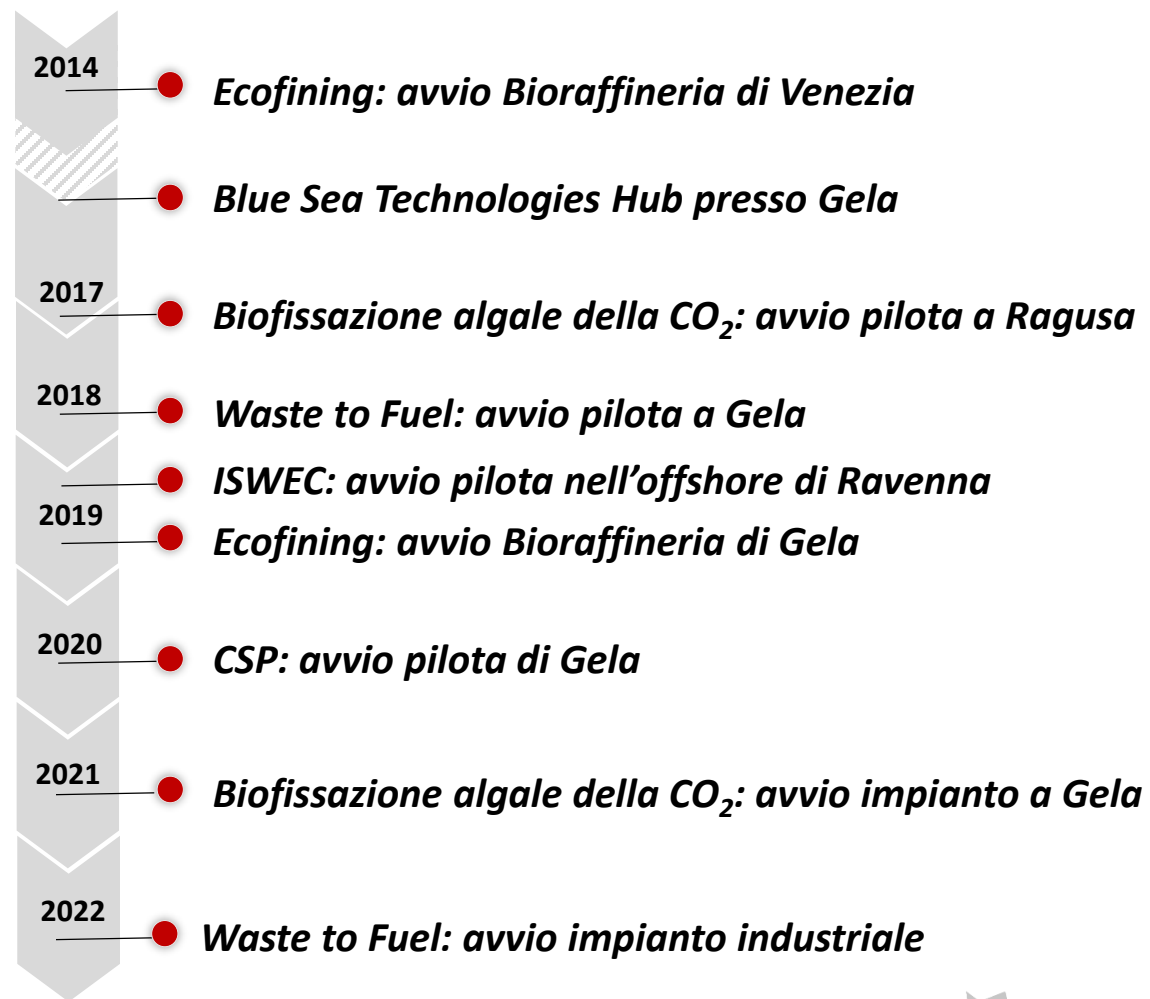 2014
Ecofining: avvio Bioraffineria di Venezia
Blue Sea Technologies Hub presso Gela
2017
Biofissazione algale della CO₂: avvio pilota a Ragusa
2018
Waste to Fuel: avvio pilota a Gela
ISWEC: avvio pilota nell’offshore di Ravenna
2019
Ecofining: avvio Bioraffineria di Gela
2020
CSP: avvio pilota di Gela
2021
Biofissazione algale della CO₂: avvio impianto a Gela
2022
Waste to Fuel: avvio impianto industriale